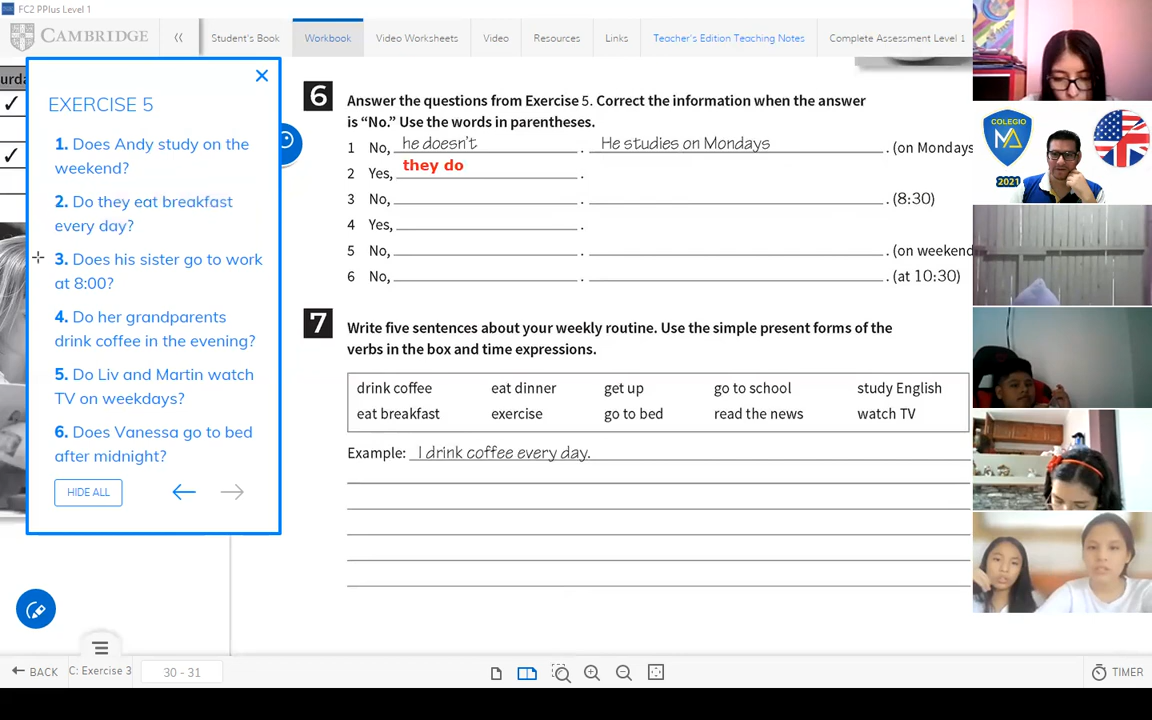 FC2 PPlus Level 1
CAMBRIDGE
Student's Book
Workbook
Video Worksheets
Video
Resources
Links
Teacher's Edition Teaching Notes
Complete Assessment Level 1
urda
✓
✓
EXERCISE 5
1. Does Andy study on the
weekend?
2. Do they eat breakfast
every day?
3. Does his sister go to work
at 8:00?
4. Do her grandparents
drink coffee in the evening?
5. Do Liv and Martin watch
TV on weekdays?
6. Does Vanessa go to bed
after midnight?
HIDE ALL
6 Answer the questions from Exercise 5. Correct the information when the answer
is “No.” Use the words in parentheses.
1 No, he doesn't . He studies on Mondays . (on Mondays
2 Yes, they do .
3 No, . . (8:30)
4 Yes, .
5 No, . . (on weekend
6 No, . . (at 10:30)
7 Write five sentences about your weekly routine. Use the simple present forms of the
verbs in the box and time expressions.
drink coffee eat dinner get up go to school study English
eat breakfast exercise go to bed read the news watch TV
Example: I drink coffee every day.
COLEGIO
MA
2021
BACK
C: Exercise 3
30 - 31
TIMER